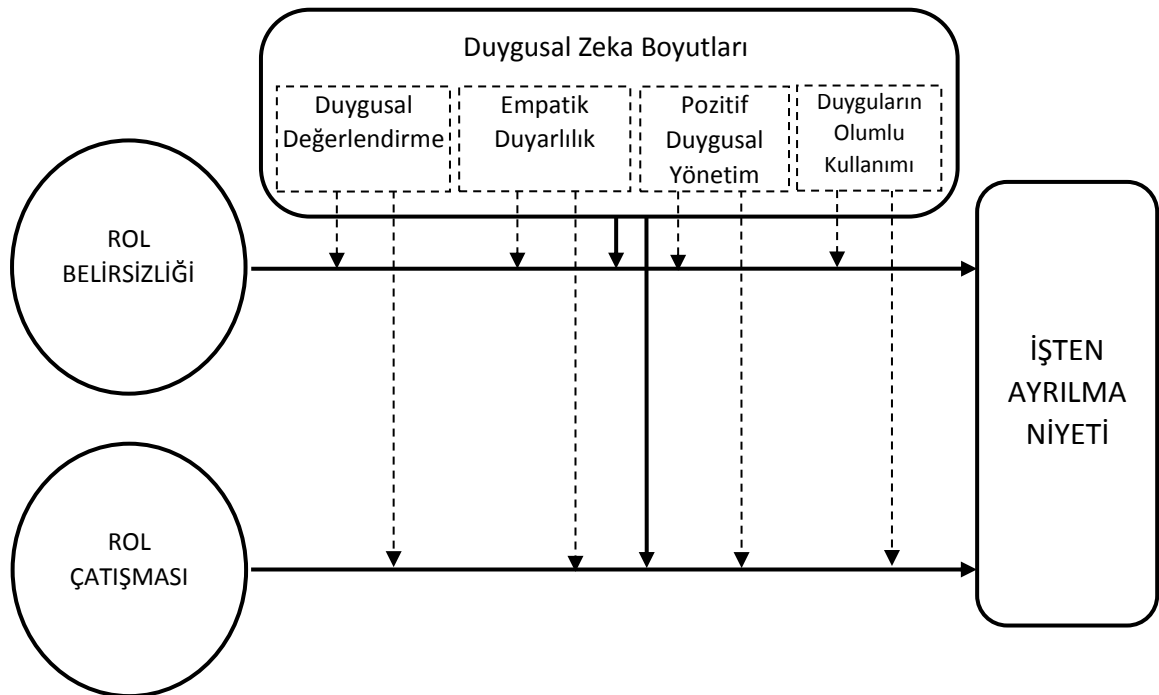 Duygusal Zeka Boyutları
Duygusal
Değerlendirme
Empatik
Duyarlılık
Pozitif
Duygusal
Yönetim
Duyguların
Olumlu
Kullanımı
ROL
BELİRSİZLİĞİ
İŞTEN
AYRILMA
NİYETİ
ROL
ÇATIŞMASI